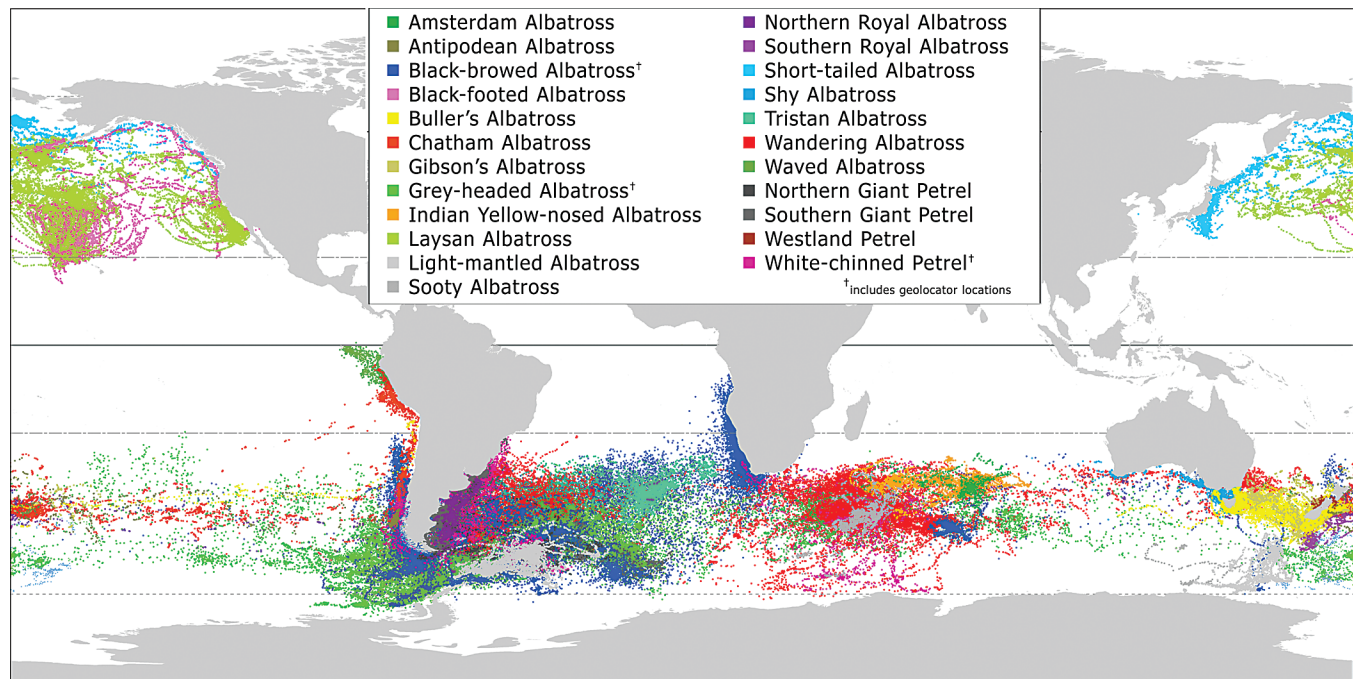 Amsterdam Albatross
Antipodean Albatross
Black-browed Albatross†
Black-footed Albatross
Buller's Albatross
Chatham Albatross
Gibson's Albatross
Grey-headed Albatross†
Indian Yellow-nosed Albatross
Laysan Albatross
Light-mantled Albatross
Sooty Albatross
Northern Royal Albatross
Southern Royal Albatross
Short-tailed Albatross
Shy Albatross
Tristan Albatross
Wandering Albatross
Waved Albatross
Northern Giant Petrel
Southern Giant Petrel
Westland Petrel
White-chinned Petrel†
†includes geolocator locations